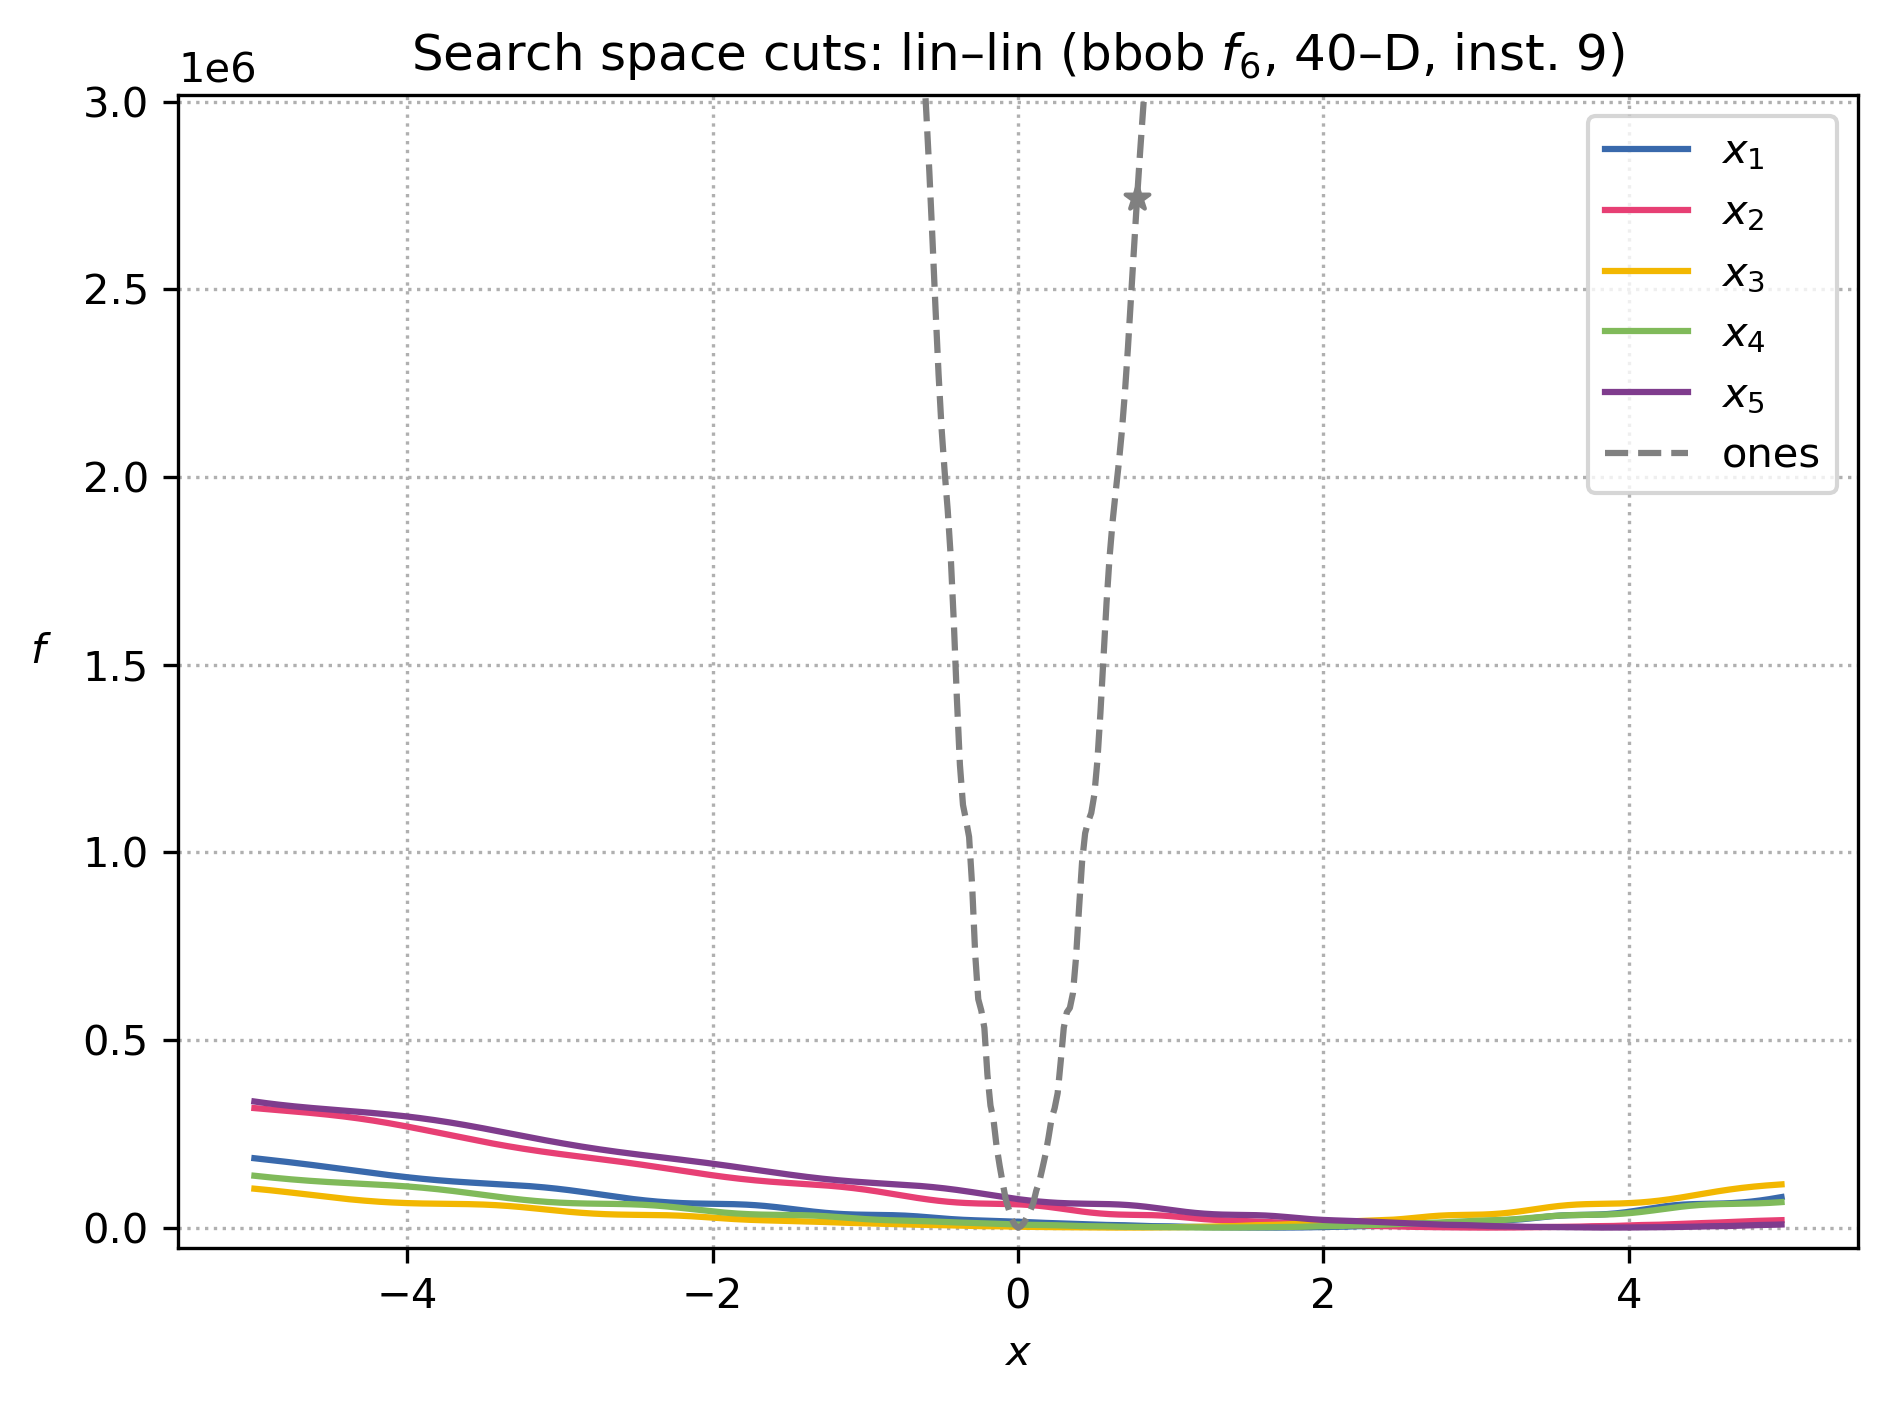 Search space cuts: lin–lin (bbob f₆, 40–D, inst. 9)
1e6
3.0
2.5
2.0
1.5
1.0
0.5
0.0
f
−4
−2
0
2
4
x
x₁
x₂
x₃
x₄
x₅
ones